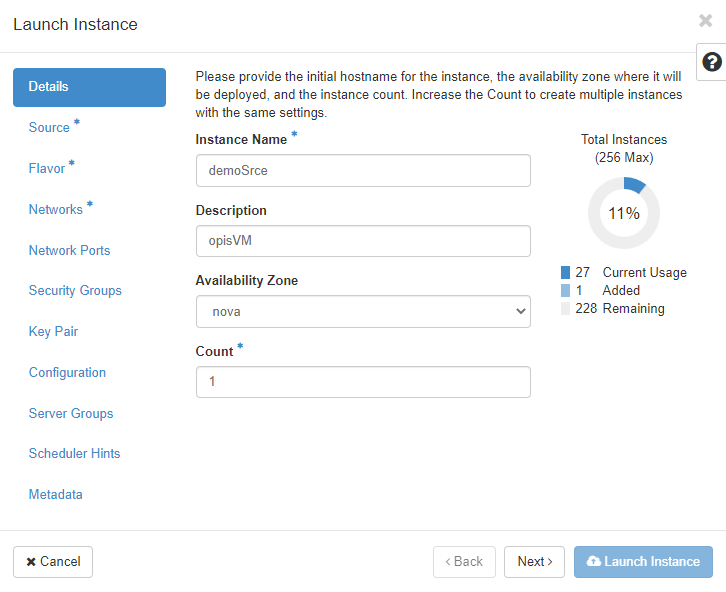 Launch Instance
×
?
Details
Source *
Flavor *
Networks *
Network Ports
Security Groups
Key Pair
Configuration
Server Groups
Scheduler Hints
Metadata
Please provide the initial hostname for the instance, the availability zone where it will
be deployed, and the instance count. Increase the Count to create multiple instances
with the same settings.
Instance Name *
demoSrce
Description
opisVM
Availability Zone
nova
Count *
1
Total Instances
(256 Max)
11%
27 Current Usage
1 Added
228 Remaining
× Cancel
‹ Back
Next ›
Launch Instance